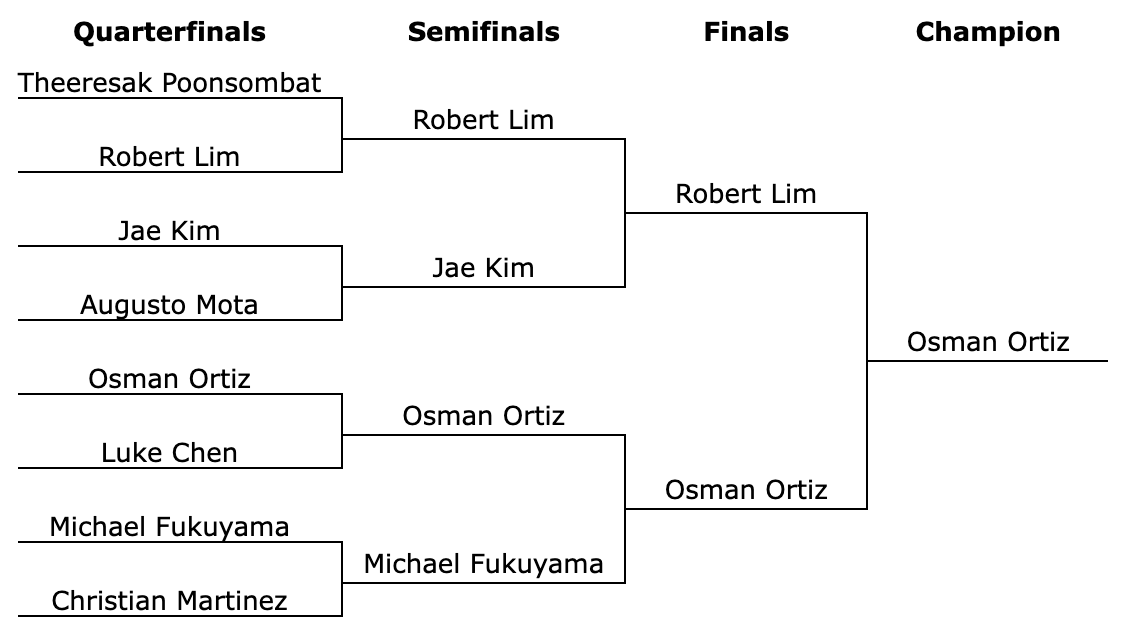 Quarterfinals Semifinals Finals Champion
Theeresak Poonsombat
Robert Lim
Robert Lim
Robert Lim
Jae Kim
Jae Kim
Augusto Mota
Osman Ortiz
Osman Ortiz
Osman Ortiz
Luke Chen
Osman Ortiz
Michael Fukuyama
Michael Fukuyama
Christian Martinez